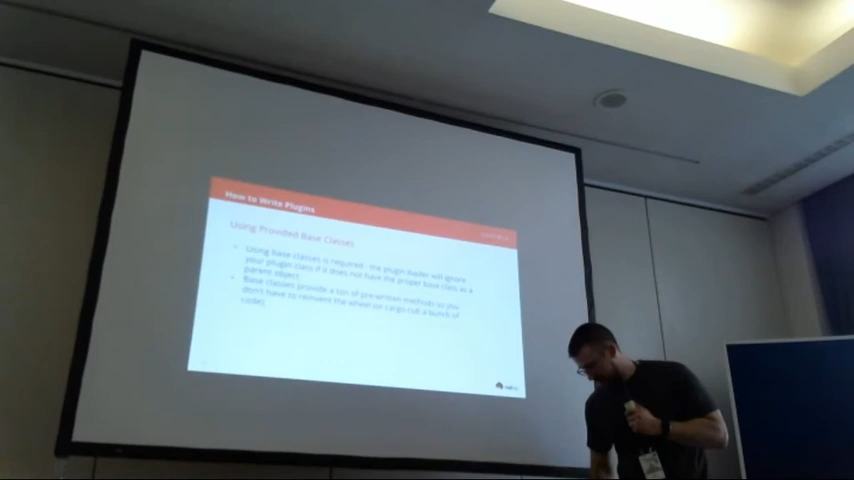 How to Write Plugins
Using Provided Base Classes
Using base classes is required - the plugin loader will ignore
your plugin class if it does not have the proper base class as a
parent object
Base classes provide a ton of pre-written methods so you
don't have to reinvent the wheel (or cargo-cult a bunch of
code)